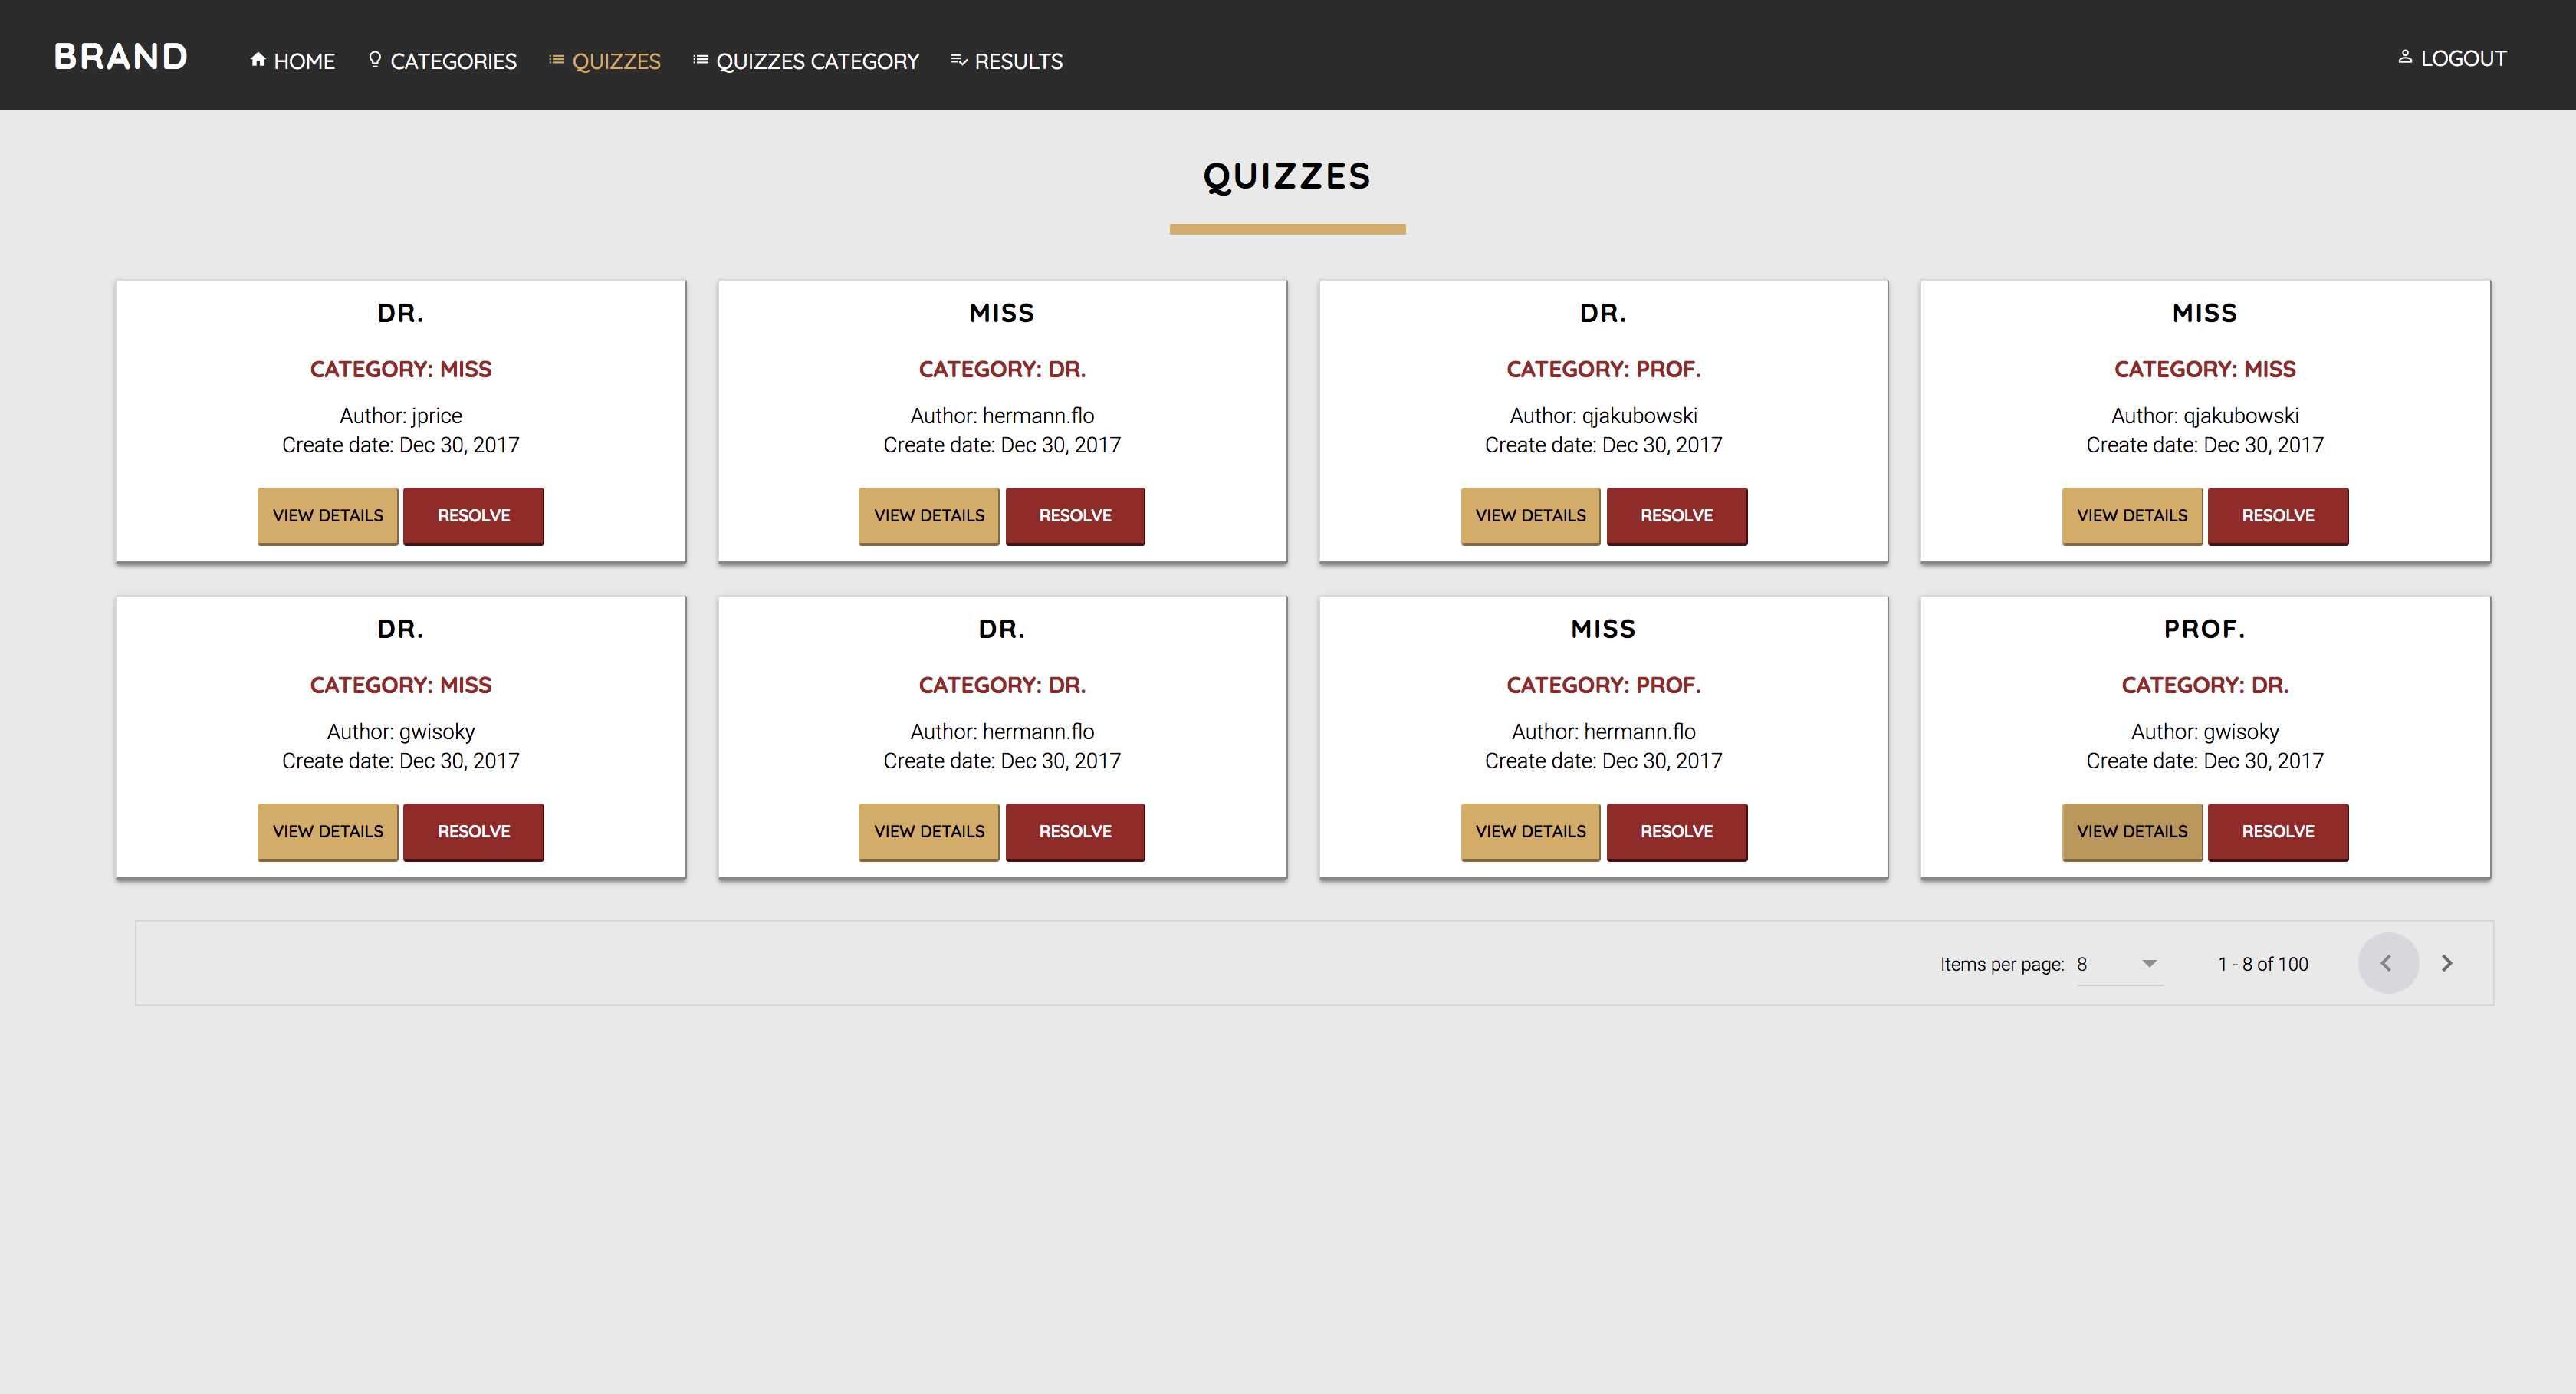 BRAND
HOME
CATEGORIES
QUIZZES
QUIZZES CATEGORY
RESULTS
LOGOUT
QUIZZES
DR.
CATEGORY: MISS
Author: jprice
Create date: Dec 30, 2017
VIEW DETAILS
RESOLVE
MISS
CATEGORY: DR.
Author: hermann.flo
Create date: Dec 30, 2017
VIEW DETAILS
RESOLVE
DR.
CATEGORY: PROF.
Author: qjakubowski
Create date: Dec 30, 2017
VIEW DETAILS
RESOLVE
MISS
CATEGORY: MISS
Author: qjakubowski
Create date: Dec 30, 2017
VIEW DETAILS
RESOLVE
DR.
CATEGORY: MISS
Author: gwisoky
Create date: Dec 30, 2017
VIEW DETAILS
RESOLVE
DR.
CATEGORY: DR.
Author: hermann.flo
Create date: Dec 30, 2017
VIEW DETAILS
RESOLVE
MISS
CATEGORY: PROF.
Author: hermann.flo
Create date: Dec 30, 2017
VIEW DETAILS
RESOLVE
PROF.
CATEGORY: DR.
Author: gwisoky
Create date: Dec 30, 2017
VIEW DETAILS
RESOLVE
Items per page: 8
1 - 8 of 100